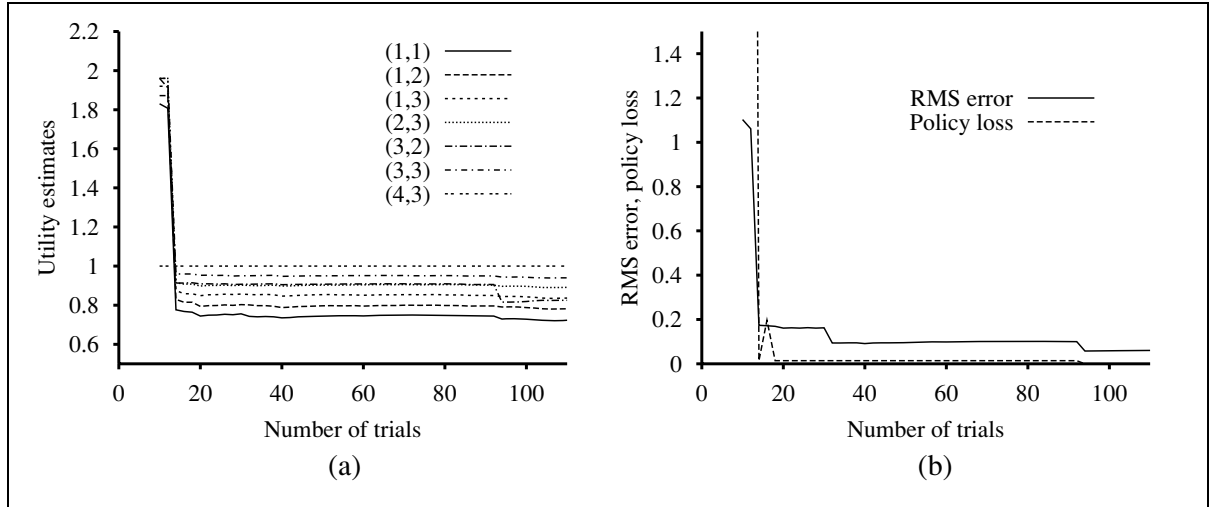 Utility estimates
2.2
2
1.8
1.6
1.4
1.2
1
0.8
0.6
0 20 40 60 80 100
Number of trials
(1,1)
(1,2)
(1,3)
(2,3)
(3,2)
(3,3)
(4,3)
(a)
RMS error, policy loss
1.4
1.2
1
0.8
0.6
0.4
0.2
0
0 20 40 60 80 100
Number of trials
RMS error
Policy loss
(b)